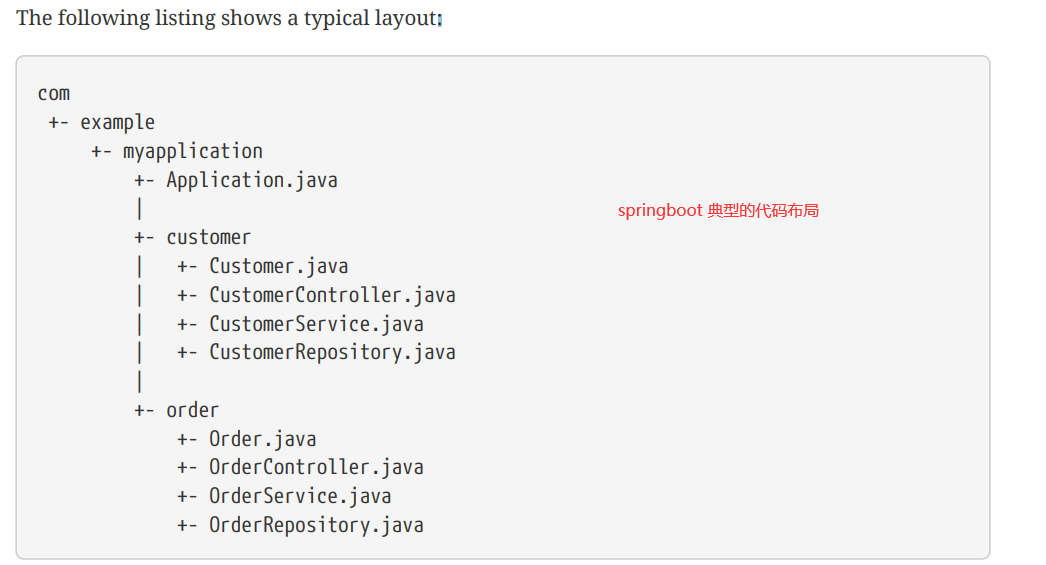 The following listing shows a typical layout:
com
+- example
+- myapplication
+- Application.java
|
springboot 典型的代码布局
+- customer
| +- Customer.java
| +- CustomerController.java
| +- CustomerService.java
| +- CustomerRepository.java
|
+- order
+- Order.java
+- OrderController.java
+- OrderService.java
+- OrderRepository.java